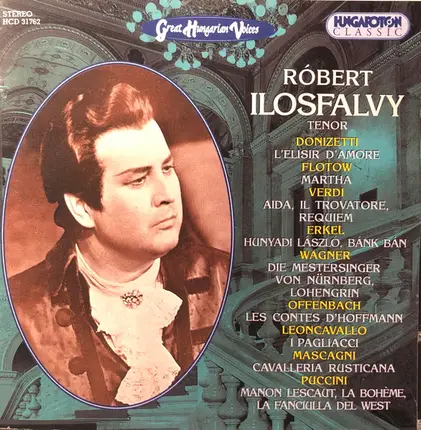 STEREO
HCD 31762
Great Hungarian Voices
HUNGAROTON
CLASSIC
RÓBERT
ILOSFALVY
TENOR
DONIZETTI
L'ELISIR D'AMORE
FLOTOW
MARTHA
VERDI
AIDA, IL TROVATORE,
REQUIEM
ERKEL
HUNYADI LÁSZLÓ, BÁNK BÁN
WAGNER
DIE MESTERSINGER
VON NÜRNBERG,
LOHENGRIN
OFFENBACH
LES CONTES D'HOFFMANN
LEONCAVALLO
I PAGLIACCI
MASCAGNI
CAVALLERIA RUSTICANA
PUCCINI
MANON LESCAUT, LA BOHÈME,
LA FANCIULLA DEL WEST